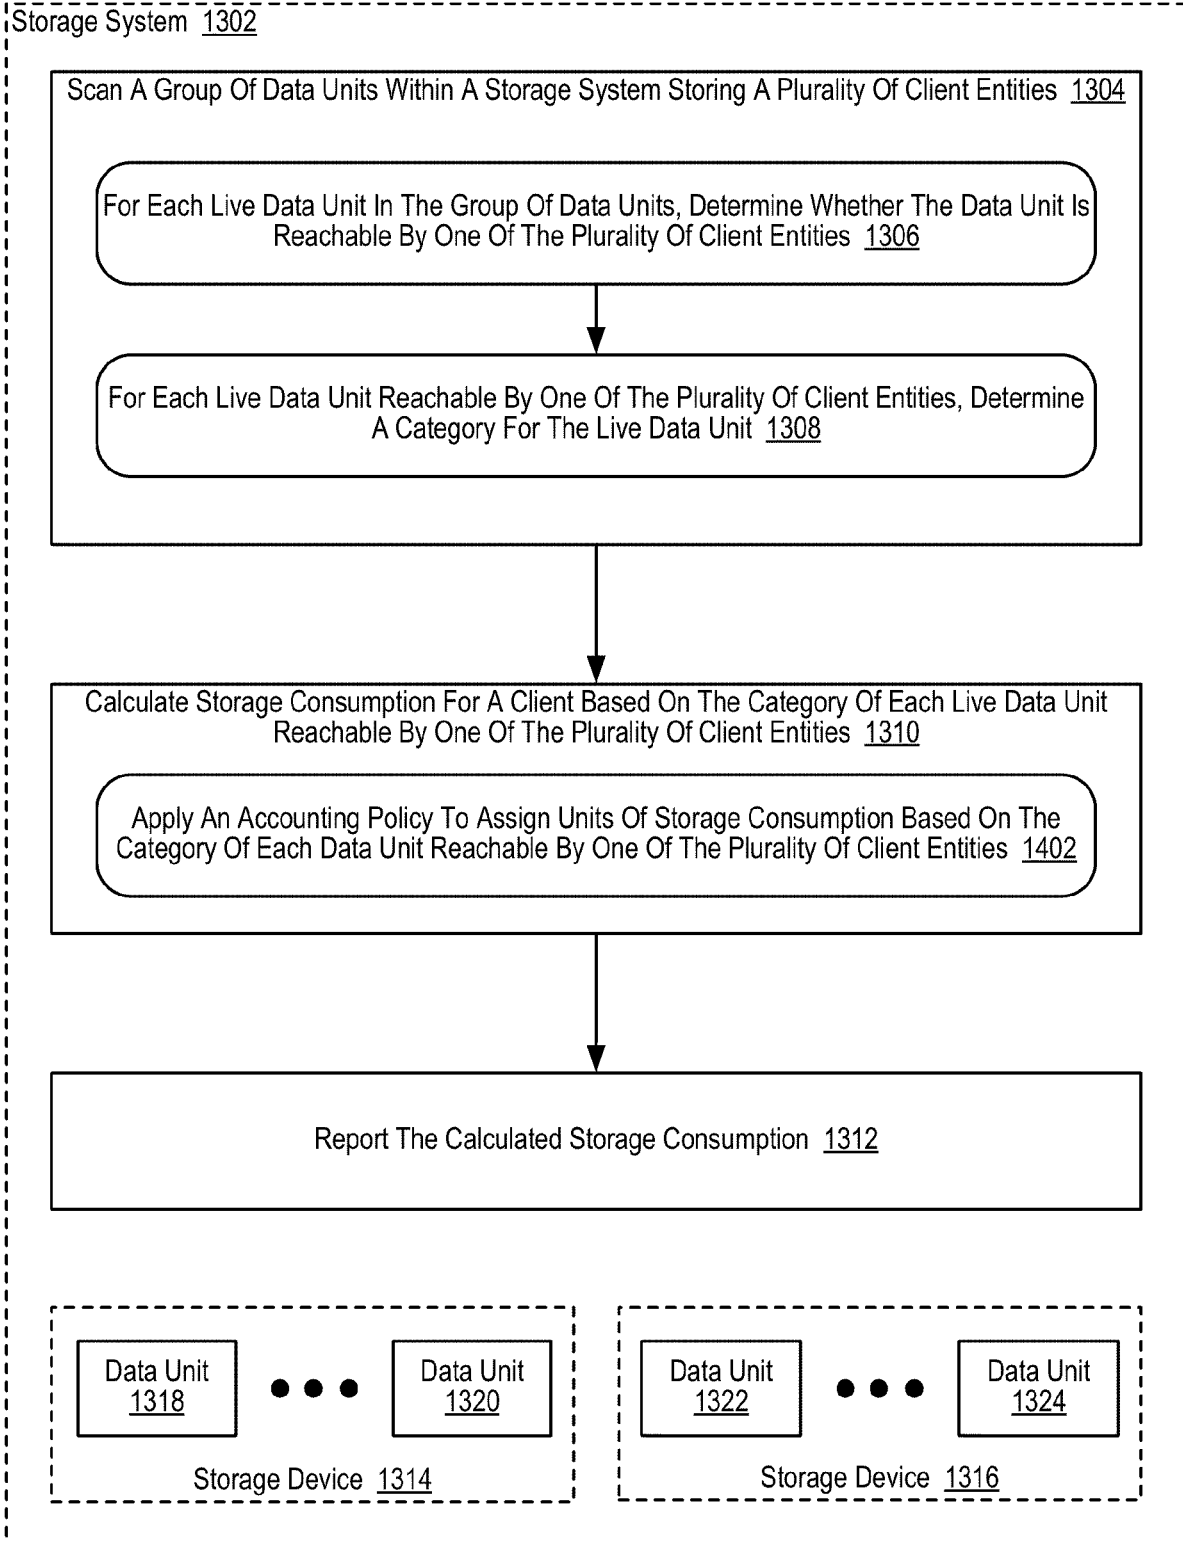 Storage System 1302
Scan A Group Of Data Units Within A Storage System Storing A Plurality Of Client Entities 1304
For Each Live Data Unit In The Group Of Data Units, Determine Whether The Data Unit Is
Reachable By One Of The Plurality Of Client Entities 1306
For Each Live Data Unit Reachable By One Of The Plurality Of Client Entities, Determine
A Category For The Live Data Unit 1308
Calculate Storage Consumption For A Client Based On The Category Of Each Live Data Unit
Reachable By One Of The Plurality Of Client Entities 1310
Apply An Accounting Policy To Assign Units Of Storage Consumption Based On The
Category Of Each Data Unit Reachable By One Of The Plurality Of Client Entities 1402
Report The Calculated Storage Consumption 1312
Data Unit
1318
Data Unit
1320
Storage Device 1314
Data Unit
1322
Data Unit
1324
Storage Device 1316